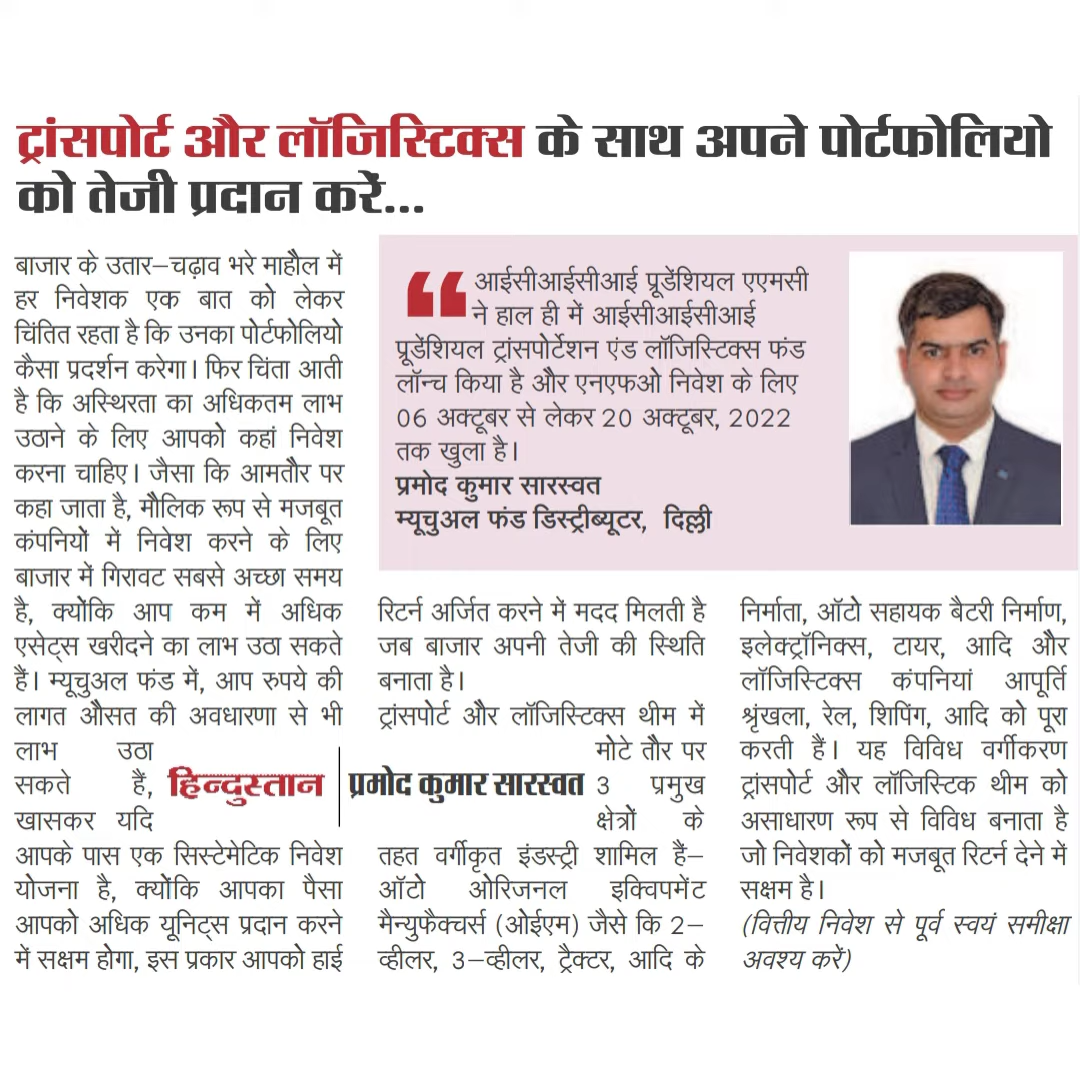 ट्रांसपोर्ट और लॉजिस्टिक्स के साथ अपने पोर्टफोलियो
को तेजी प्रदान करें...
बाजार के उतार–चढ़ाव भरे माहौल में
हर निवेशक एक बात को लेकर
चिंतित रहता है कि उनका पोर्टफोलियो
कैसा प्रदर्शन करेगा। फिर चिंता आती
है कि अस्थिरता का अधिकतम लाभ
उठाने के लिए आपको कहां निवेश
करना चाहिए। जैसा कि आमतौर पर
कहा जाता है, मौलिक रूप से मजबूत
कंपनियों में निवेश करने के लिए
बाजार में गिरावट सबसे अच्छा समय
है, क्योंकि आप कम में अधिक
एसेट्स खरीदने का लाभ उठा सकते
हैं। म्यूचुअल फंड में, आप रुपये की
लागत औसत की अवधारणा से भी
लाभ उठा
सकते हैं,
खासकर यदि
आपके पास एक सिस्टेमेटिक निवेश
योजना है, क्योंकि आपका पैसा
आपको अधिक यूनिट्स प्रदान करने
में सक्षम होगा, इस प्रकार आपको हाई
हिन्दुस्तान
प्रमोद कुमार सारस्वत
❝ आईसीआईसीआई प्रूडेंशियल एएमसी
ने हाल ही में आईसीआईसीआई
प्रूडेंशियल ट्रांसपोर्टेशन एंड लॉजिस्टिक्स फंड
लॉन्च किया है और एनएफओ निवेश के लिए
06 अक्टूबर से लेकर 20 अक्टूबर, 2022
तक खुला है।
प्रमोद कुमार सारस्वत
म्यूचुअल फंड डिस्ट्रीब्यूटर, दिल्ली
रिटर्न अर्जित करने में मदद मिलती है
जब बाजार अपनी तेजी की स्थिति
बनाता है।
ट्रांसपोर्ट और लॉजिस्टिक्स थीम में
मोटे तौर पर
3 प्रमुख
क्षेत्रों के
तहत वर्गीकृत इंडस्ट्री शामिल हैं–
ऑटो ओरिजनल इक्विपमेंट
मैन्युफैक्चर्स (ओईएम) जैसे कि 2–
व्हीलर, 3–व्हीलर, ट्रैक्टर, आदि के
निर्माता, ऑटो सहायक बैटरी निर्माण,
इलेक्ट्रॉनिक्स, टायर, आदि और
लॉजिस्टिक्स कंपनियां आपूर्ति
श्रृंखला, रेल, शिपिंग, आदि को पूरा
करती हैं। यह विविध वर्गीकरण
ट्रांसपोर्ट और लॉजिस्टिक थीम को
असाधारण रूप से विविध बनाता है
जो निवेशकों को मजबूत रिटर्न देने में
सक्षम है।
(वित्तीय निवेश से पूर्व स्वयं समीक्षा
अवश्य करें)